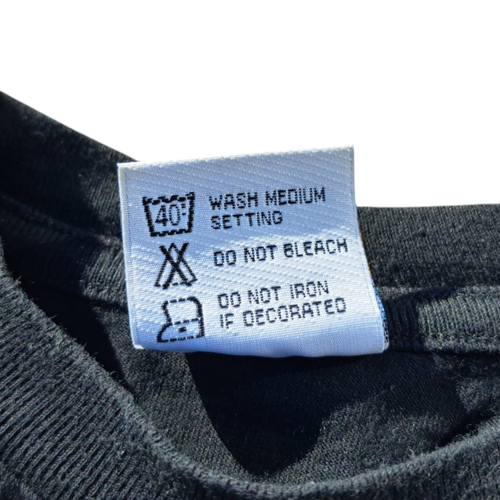 40° WASH MEDIUM
SETTING
DO NOT BLEACH
DO NOT IRON
IF DECORATED